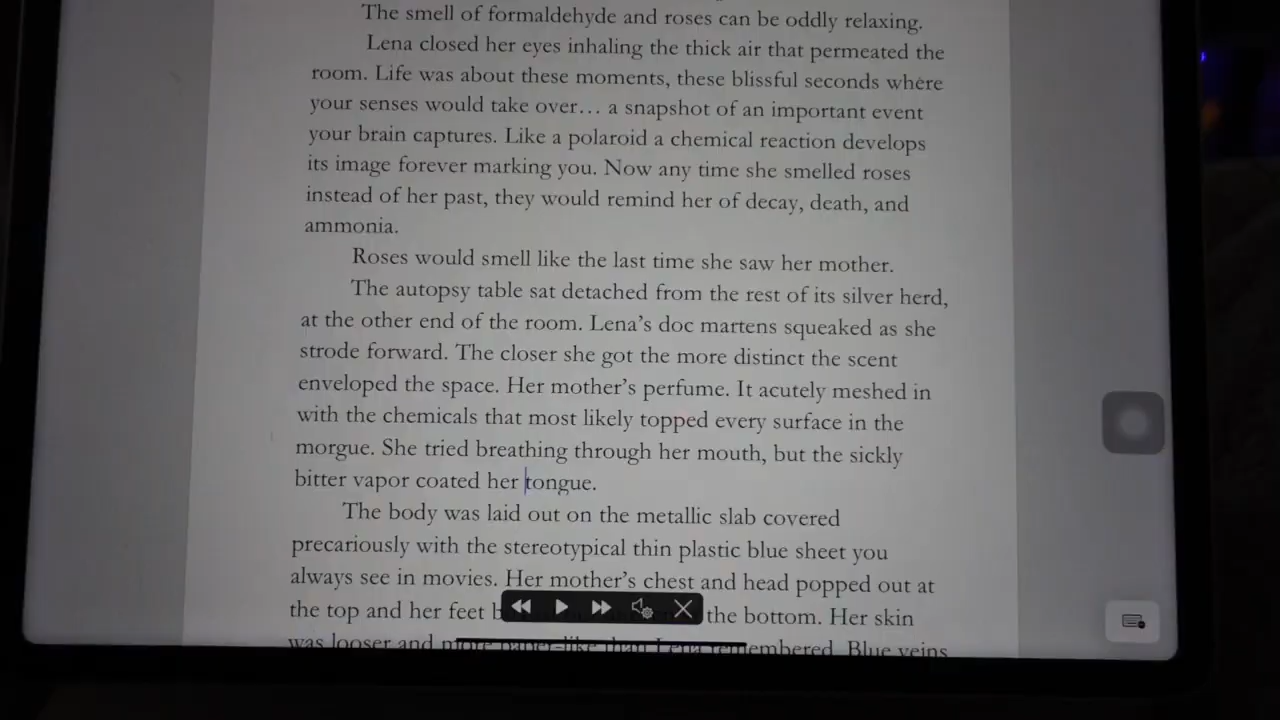 The smell of formaldehyde and roses can be oddly relaxing.
Lena closed her eyes inhaling the thick air that permeated the
room. Life was about these moments, these blissful seconds where
your senses would take over… a snapshot of an important event
your brain captures. Like a polaroid a chemical reaction develops
its image forever marking you. Now any time she smelled roses
instead of her past, they would remind her of decay, death, and
ammonia.
Roses would smell like the last time she saw her mother.
The autopsy table sat detached from the rest of its silver herd,
at the other end of the room. Lena’s doc martens squeaked as she
strode forward. The closer she got the more distinct the scent
enveloped the space. Her mother’s perfume. It acutely meshed in
with the chemicals that most likely topped every surface in the
morgue. She tried breathing through her mouth, but the sickly
bitter vapor coated her tongue.
The body was laid out on the metallic slab covered
precariously with the stereotypical thin plastic blue sheet you
always see in movies. Her mother’s chest and head popped out at
the top and her feet the bottom. Her skin
was looser and more paper-like than Lena remembered. Blue veins